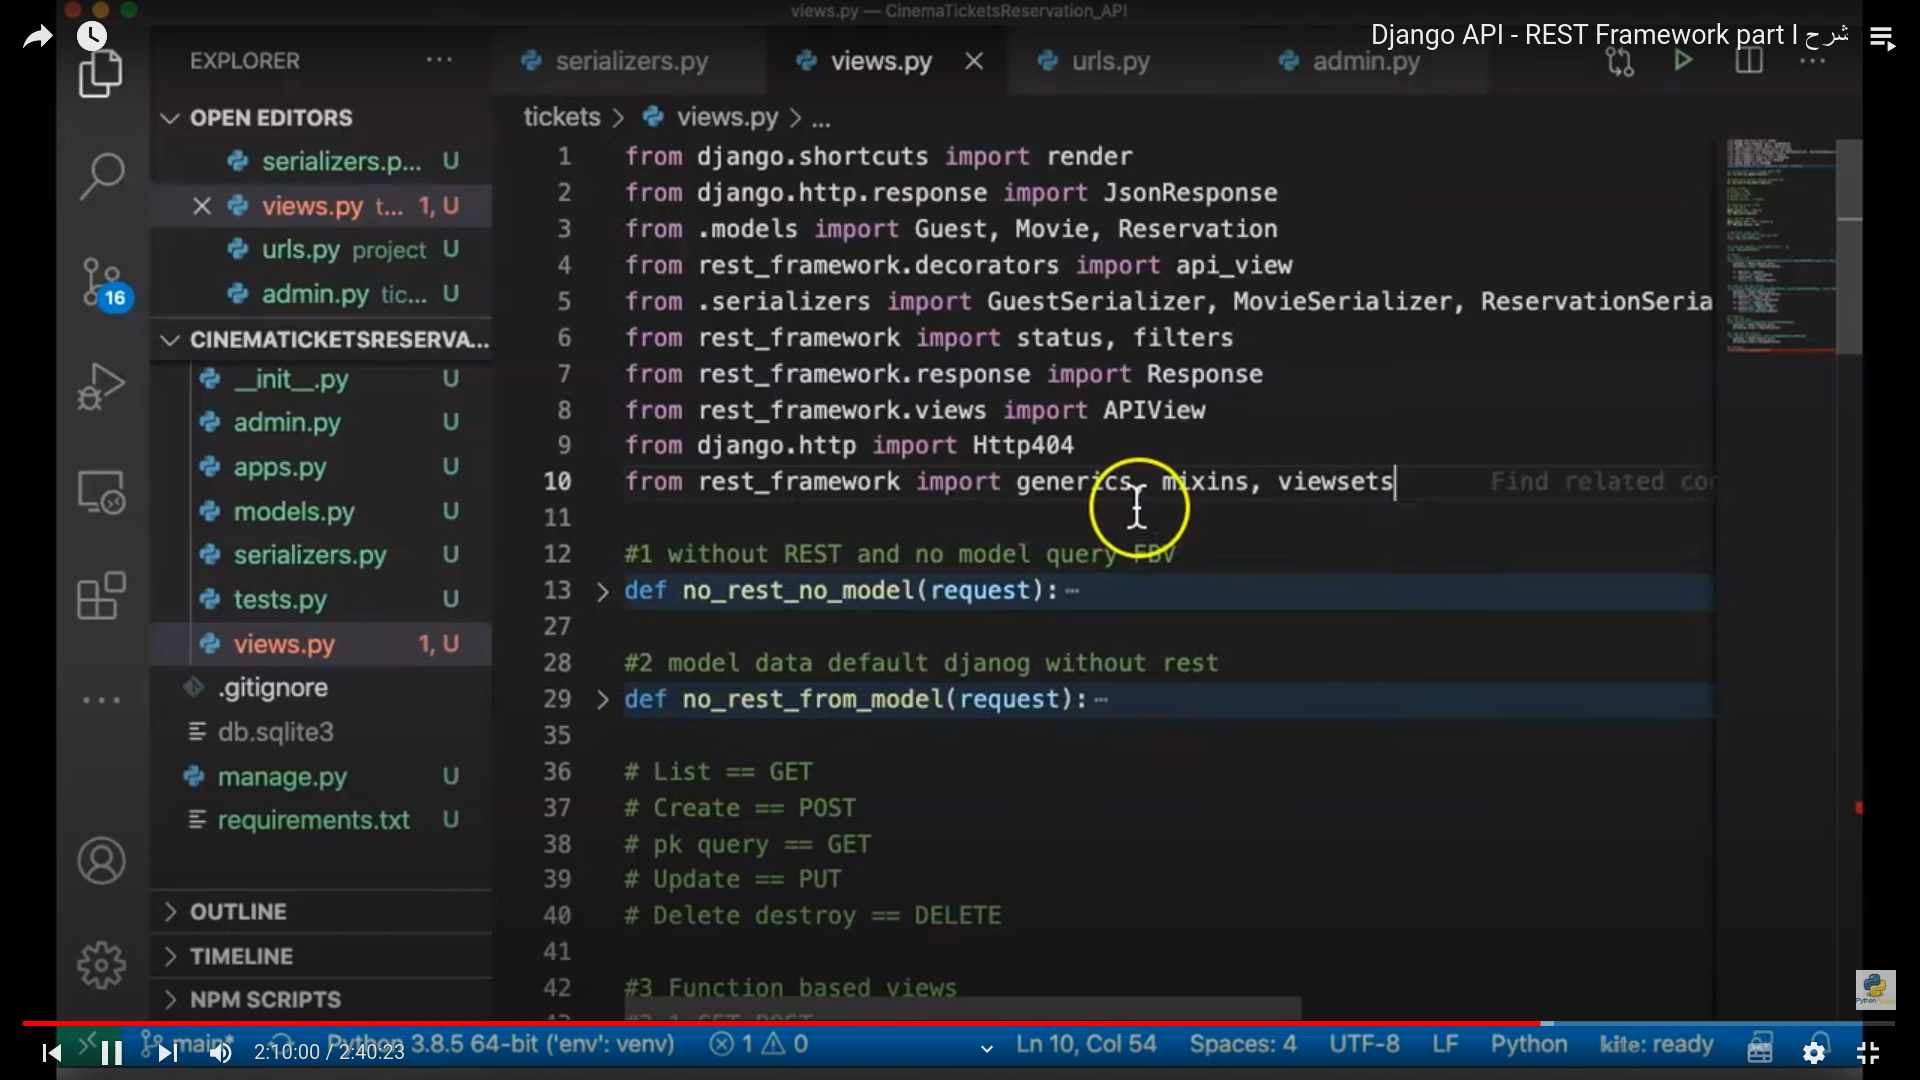 views.py — CinemaTicketsReservation_API
Django API - REST Framework part I شرح
EXPLORER
serializers.py
views.py
urls.py
admin.py
OPEN EDITORS
serializers.p... U
views.py t... 1, U
urls.py project U
admin.py tic... U
16
CINEMATICKETSRESERVA...
__init__.py U
admin.py U
apps.py U
models.py U
serializers.py U
tests.py U
views.py 1, U
.gitignore
db.sqlite3
manage.py U
requirements.txt U
OUTLINE
TIMELINE
NPM SCRIPTS
tickets > views.py > ...
1 from django.shortcuts import render
2 from django.http.response import JsonResponse
3 from .models import Guest, Movie, Reservation
4 from rest_framework.decorators import api_view
5 from .serializers import GuestSerializer, MovieSerializer, ReservationSeria
6 from rest_framework import status, filters
7 from rest_framework.response import Response
8 from rest_framework.views import APIView
9 from django.http import Http404
10 from rest_framework import generics, mixins, viewsets Find related co
11
12 #1 without REST and no model query FBV
13 def no_rest_no_model(request):
27
28 #2 model data default djanog without rest
29 def no_rest_from_model(request):
35
36 # List == GET
37 # Create == POST
38 # pk query == GET
39 # Update == PUT
40 # Delete destroy == DELETE
41
42 #3 Function based views
main* Python 3.8.5 64-bit ('env': venv) 1 0 Ln 10, Col 54 Spaces: 4 UTF-8 LF Python kite: ready
2:10:00 / 2:40:23